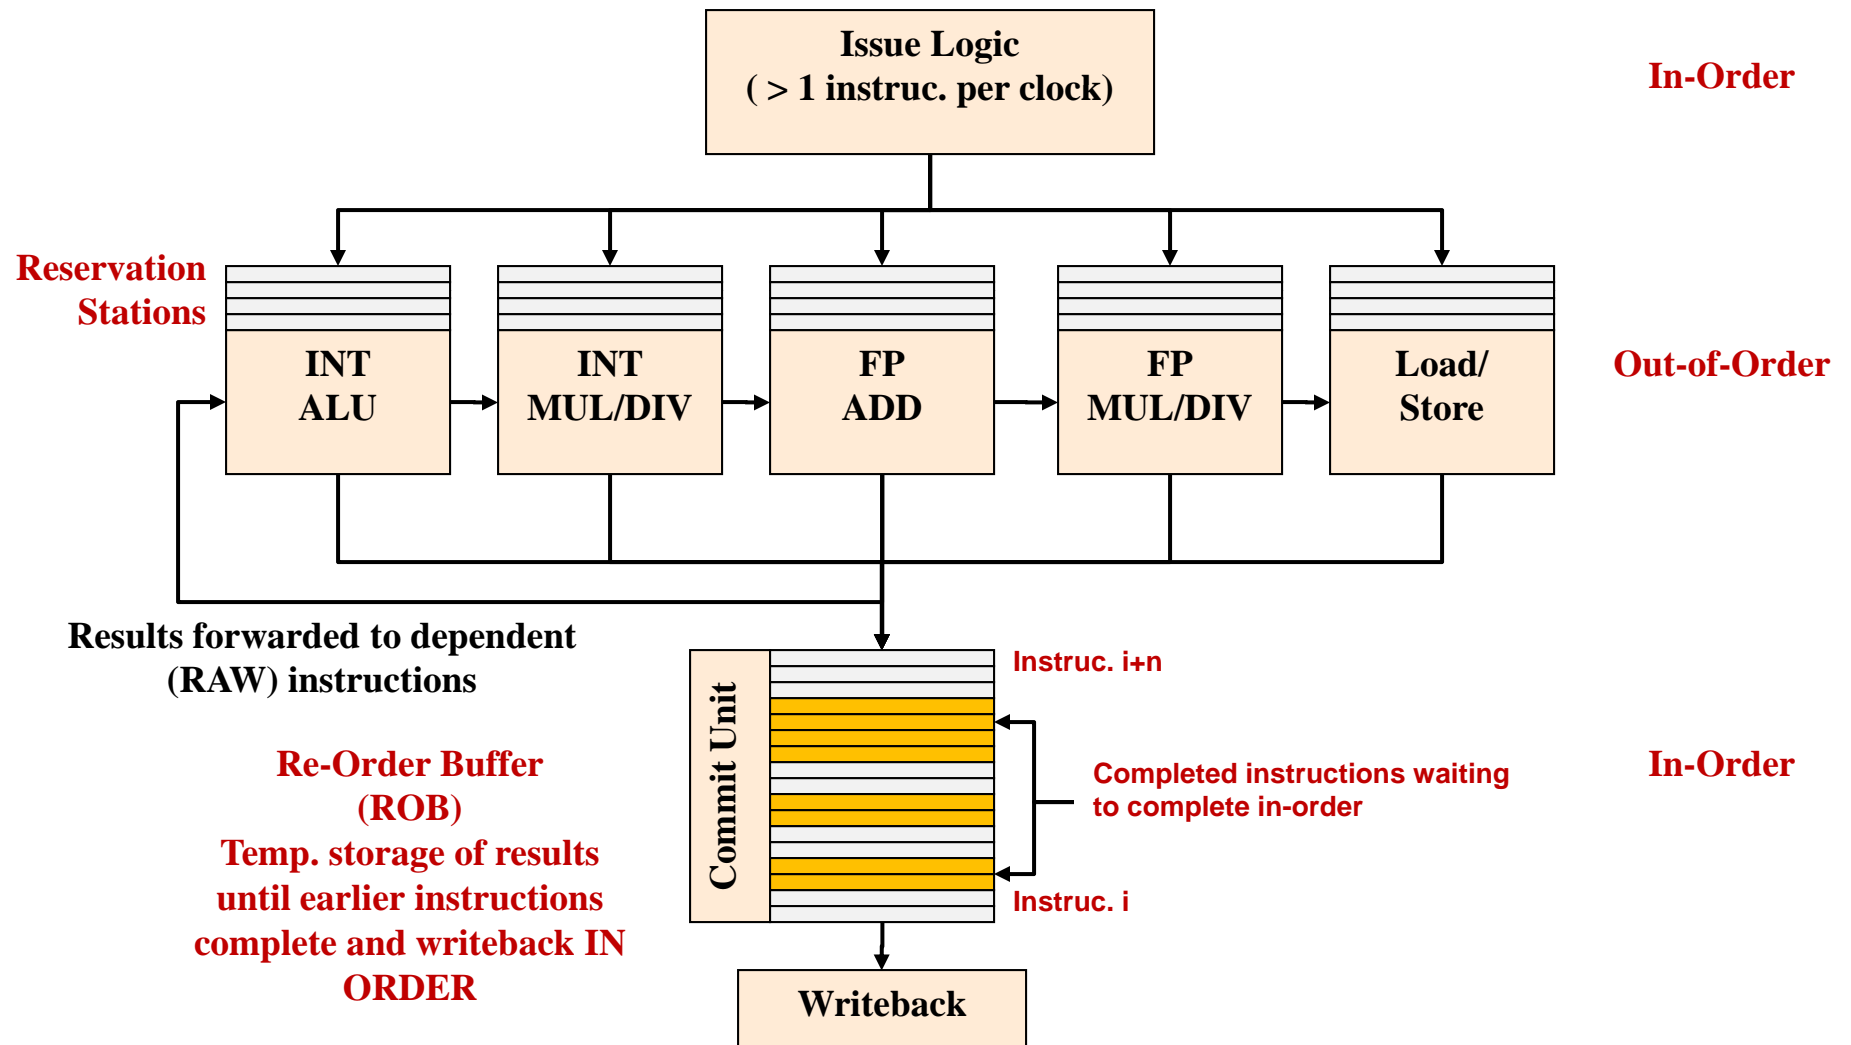 Issue Logic
( > 1 instruc. per clock)
In-Order
Reservation
Stations
INT
ALU
INT
MUL/DIV
FP
ADD
FP
MUL/DIV
Load/
Store
Out-of-Order
Results forwarded to dependent
(RAW) instructions
Commit Unit
Instruc. i+n
Re-Order Buffer
(ROB)
Temp. storage of results
until earlier instructions
complete and writeback IN
ORDER
Completed instructions waiting
to complete in-order
In-Order
Instruc. i
Writeback